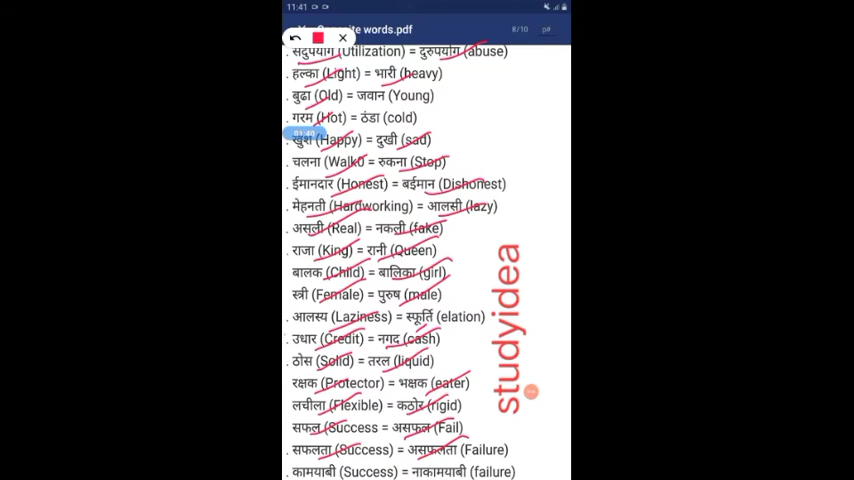 11:41
Opposite words.pdf
8/10
. सदुपयोग (Utilization) = दुरुपयोग (abuse)
. हल्का (Light) = भारी (heavy)
. बुढा (Old) = जवान (Young)
. गरम (Hot) = ठंडा (cold)
01:40
. खुश (Happy) = दुखी (sad)
. चलना (Walk0 = रुकना (Stop)
. ईमानदार (Honest) = बईमान (Dishonest)
. मेहनती (Hardworking) = आलसी (lazy)
. असली (Real) = नकली (fake)
. राजा (King) = रानी (Queen)
. बालक (Child) = बालिका (girl)
. स्त्री (Female) = पुरुष (male)
. आलस्य (Laziness) = स्फूर्ति (elation)
. उधार (Credit) = नगद (cash)
. ठोस (Solid) = तरल (liquid)
. रक्षक (Protector) = भक्षक (eater)
. लचीला (Flexible) = कठोर (rigid)
. सफल (Success = असफल (Fail)
. सफलता (Success) = असफलता (Failure)
. कामयाबी (Success) = नाकामयाबी (failure)
studyidea